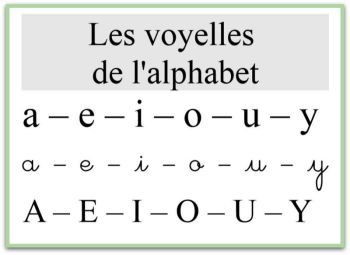 Les voyelles
de l'alphabet
a – e – i – o – u – y
a – e – i – o – u – y
A – E – I – O – U – Y